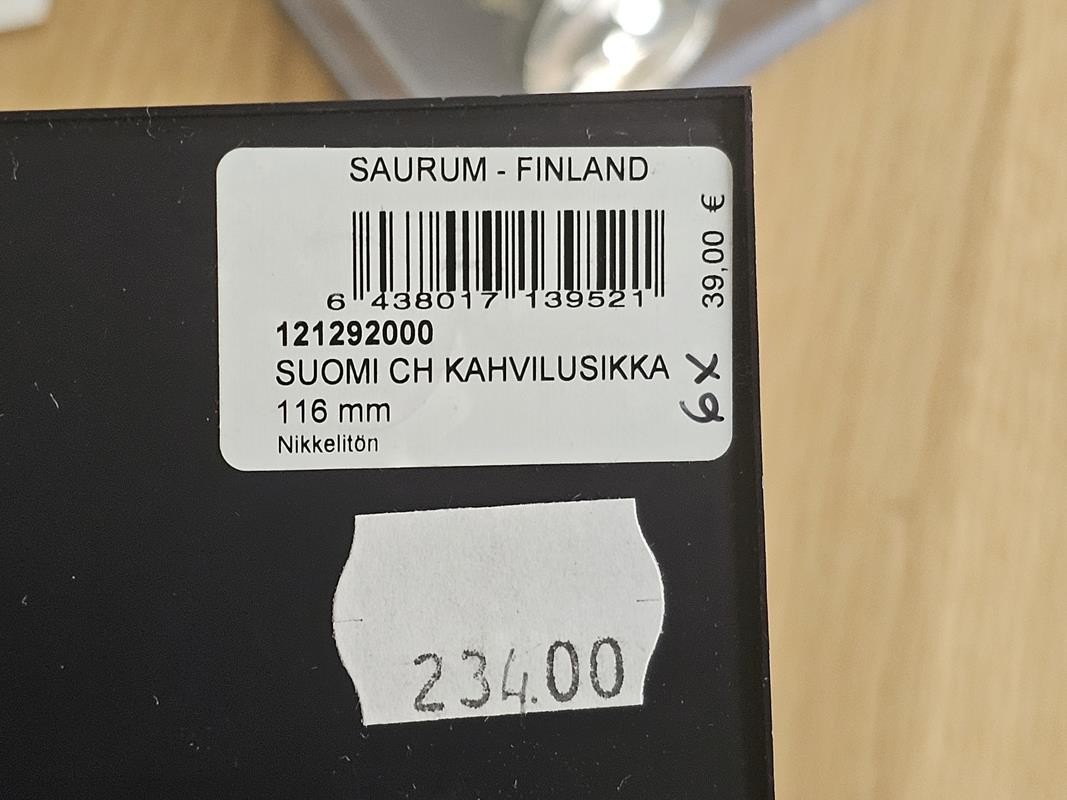 SAURUM - FINLAND
6 438017 139521
121292000
SUOMI CH KAHVILUSIKKA
116 mm
Nikkelitön
39,00 €
6x
234.00